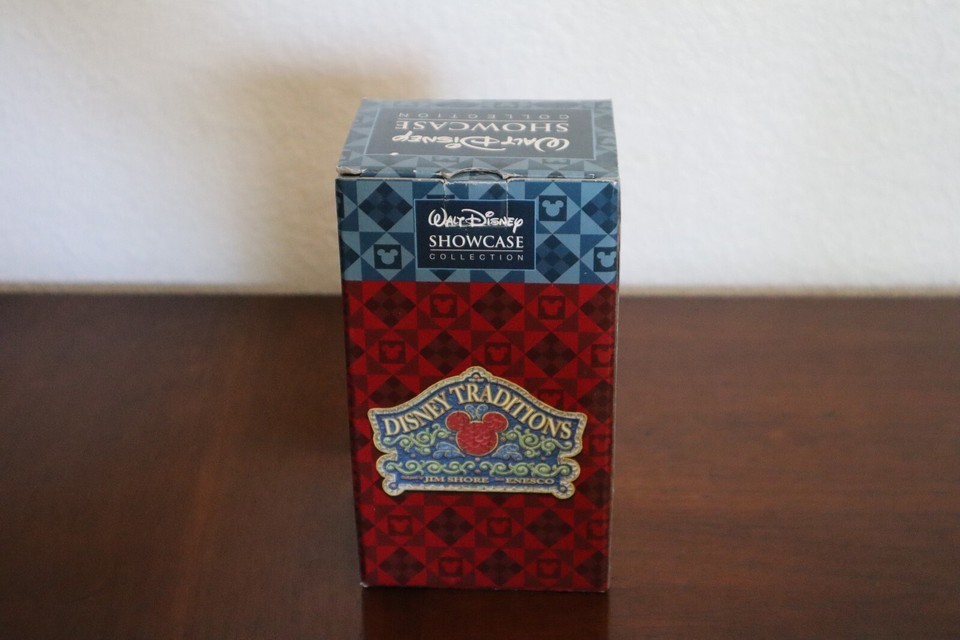 WALT DISNEY
SHOWCASE
COLLECTION
WALT DISNEY
SHOWCASE
COLLECTION
DISNEY TRADITIONS
JIM SHORE
ENESCO